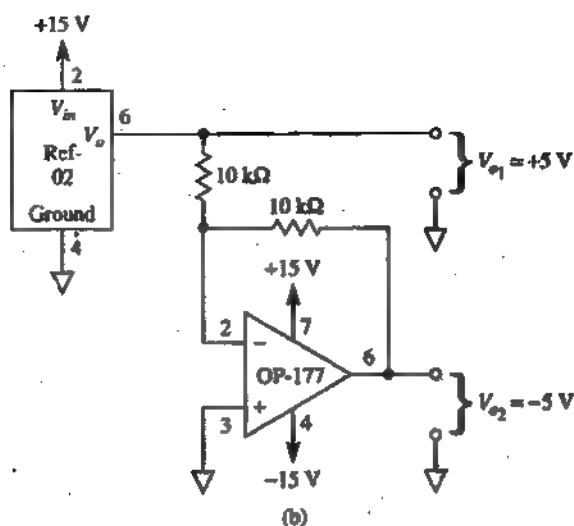 +15 V
2
V_in
6
V_o
Ref-
02
Ground
4
10 kΩ
V_o1 = +5 V
10 kΩ
+15 V
2
7
−
OP-177
6
+
3
4
−15 V
V_o2 = −5 V
(b)